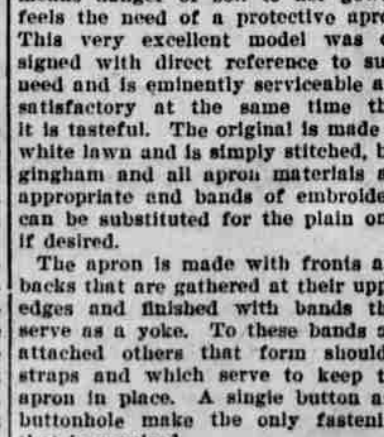 feels the need of a protective apro
This very excellent model was
signed with direct reference to su
need and is eminently serviceable a
satisfactory at the same time th
it is tasteful. The original is made
white lawn and is simply stitched, b
gingham and all apron materials a
appropriate and bands of embroide
can be substituted for the plain on
if desired.
The apron is made with fronts a
backs that are gathered at their upp
edges and finished with bands th
serve as a yoke. To these bands a
attached others that form should
straps and which serve to keep t
apron in place. A single button a
buttonhole make the only fasteni